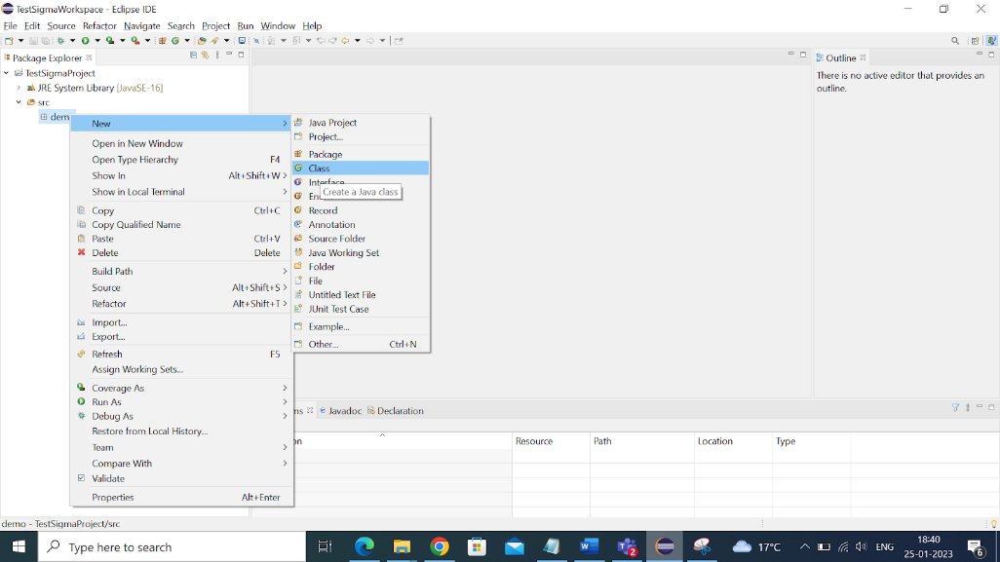 TestSigmaWorkspace - Eclipse IDE
File Edit Source Refactor Navigate Search Project Run Window Help
Package Explorer
TestSigmaProject
JRE System Library [JavaSE-16]
src
dem
New
Open in New Window
Open Type Hierarchy F4
Show In Alt+Shift+W
Show in Local Terminal
Copy Ctrl+C
Copy Qualified Name
Paste Ctrl+V
Delete Delete
Build Path
Source Alt+Shift+S
Refactor Alt+Shift+T
Import...
Export...
Refresh F5
Assign Working Sets...
Coverage As
Run As
Debug As
Restore from Local History...
Team
Compare With
Validate
Properties Alt+Enter
Java Project
Project...
Package
Class
Interface
Create a Java class
Record
Annotation
Source Folder
Java Working Set
Folder
File
Untitled Text File
JUnit Test Case
Example...
Other... Ctrl+N
Outline
There is no active editor that provides an
outline.
ms Javadoc Declaration
on Resource Path Location Type
demo - TestSigmaProject/src
Type here to search
2
17°C
ENG
18:40
25-01-2023
6